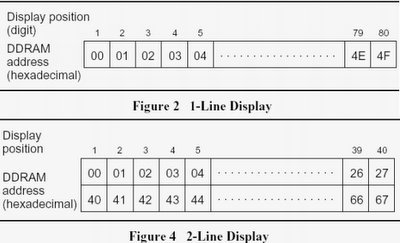 Display position
(digit)
1 2 3 4 5 79 80
DDRAM
address
(hexadecimal)
00 01 02 03 04 · · · · · · · · · · · · · · · · · · 4E 4F
Figure 2 1-Line Display
Display
position
1 2 3 4 5 39 40
DDRAM
address
(hexadecimal)
00 01 02 03 04 · · · · · · · · · · · · · · · · · · 26 27
40 41 42 43 44 · · · · · · · · · · · · · · · · · · 66 67
Figure 4 2-Line Display